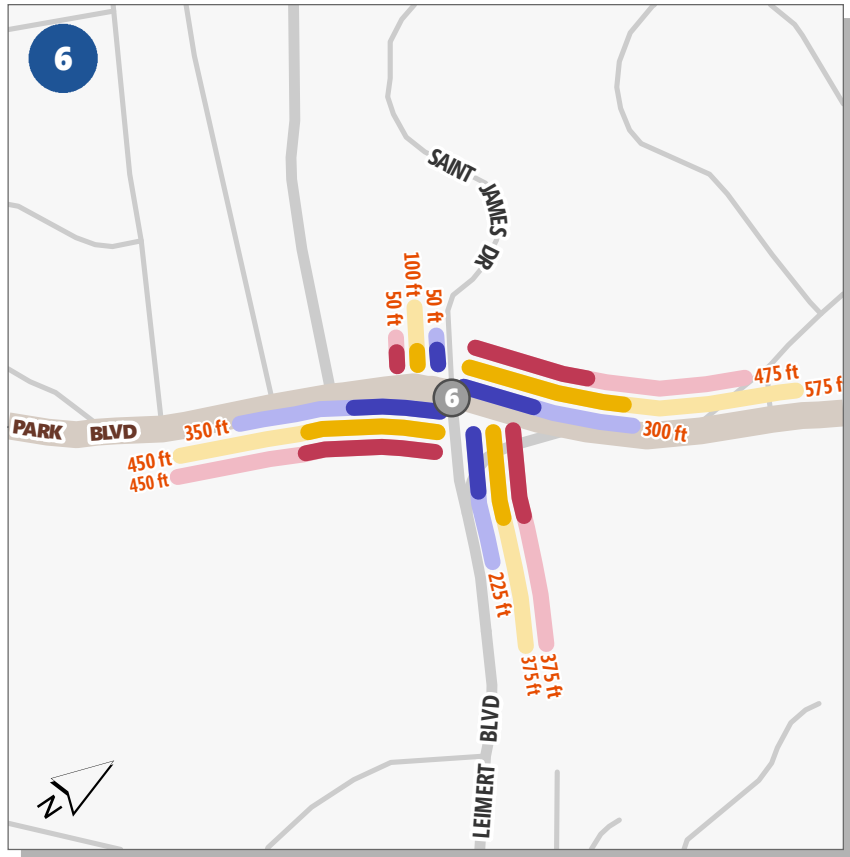 6
SAINT JAMES DR
50 ft
100 ft
50 ft
6
475 ft
575 ft
300 ft
PARK BLVD
350 ft
450 ft
450 ft
225 ft
375 ft
375 ft
LEIMERT BLVD
N